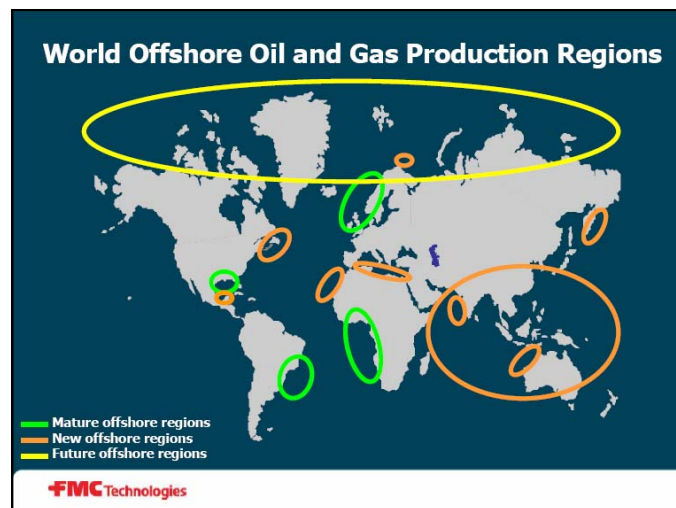 World Offshore Oil and Gas Production Regions
Mature offshore regions
New offshore regions
Future offshore regions
FMC Technologies